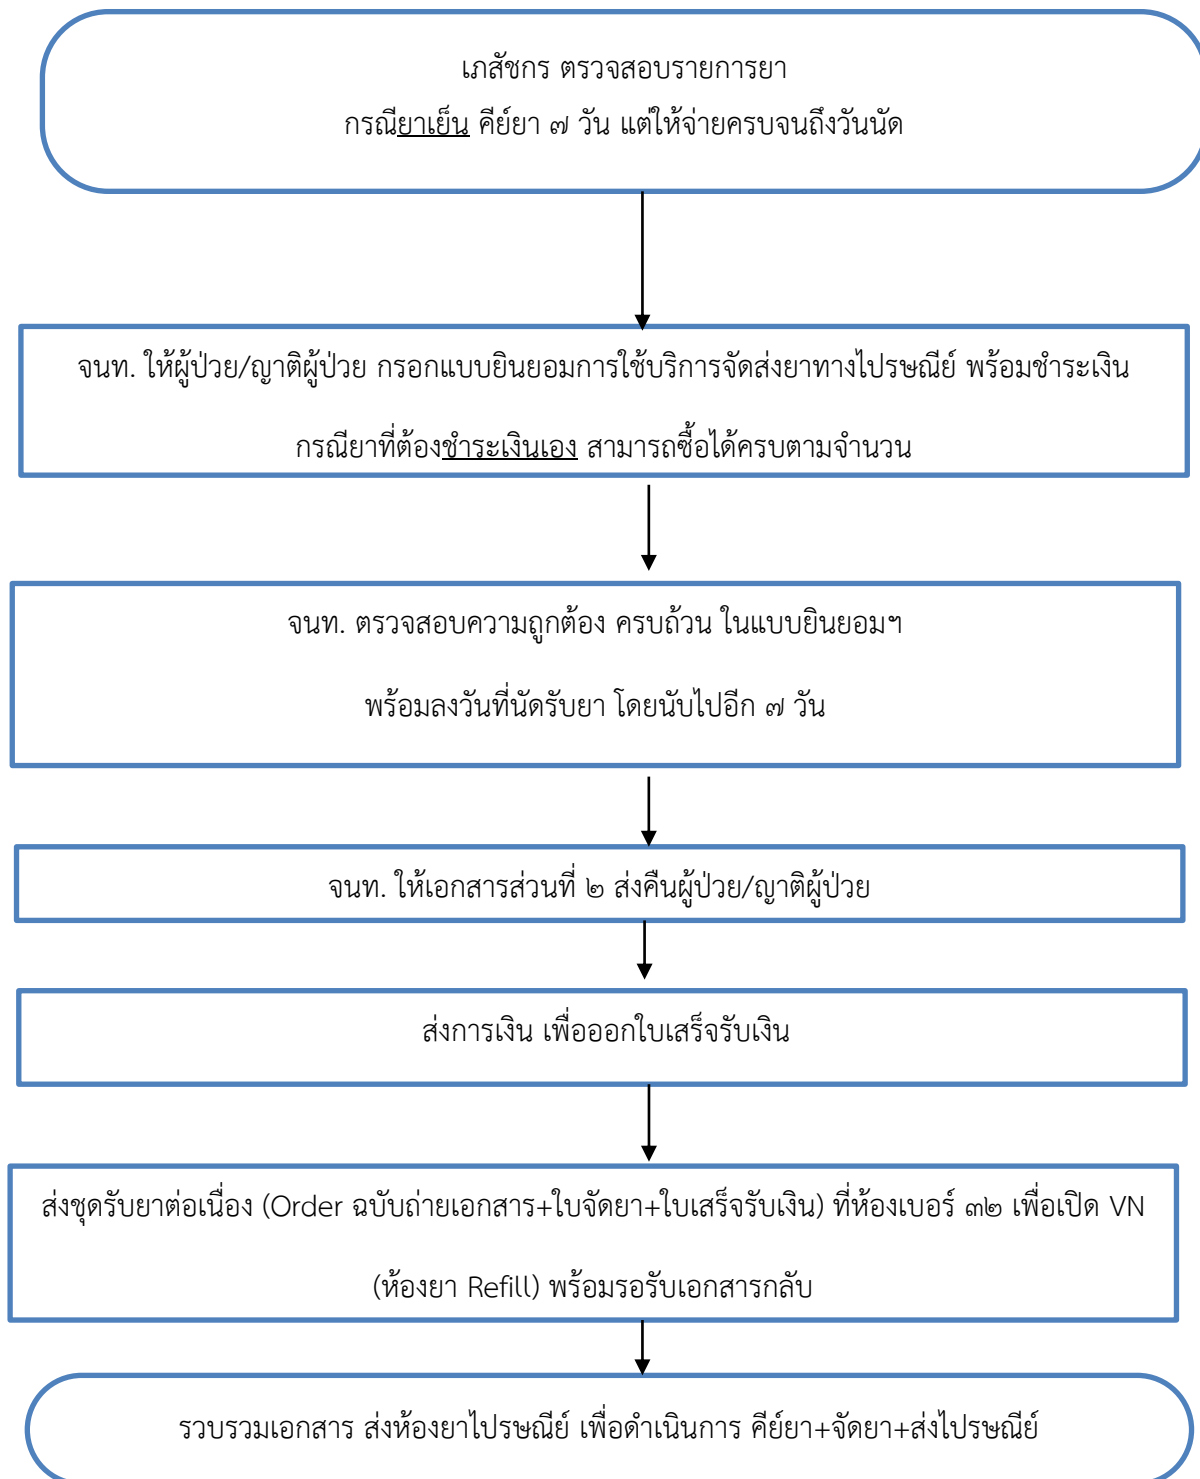 เภสัชกร ตรวจสอบรายการยา
กรณียาเย็น คีย์ยา ๗ วัน แต่ให้จ่ายครบจนถึงวันนัด
จนท. ให้ผู้ป่วย/ญาติผู้ป่วย กรอกแบบยินยอมการใช้บริการจัดส่งยาทางไปรษณีย์ พร้อมชำระเงิน
กรณียาที่ต้องชำระเงินเอง สามารถซื้อได้ครบตามจำนวน
จนท. ตรวจสอบความถูกต้อง ครบถ้วน ในแบบยินยอมฯ
พร้อมลงวันที่นัดรับยา โดยนับไปอีก ๗ วัน
จนท. ให้เอกสารส่วนที่ ๒ ส่งคืนผู้ป่วย/ญาติผู้ป่วย
ส่งการเงิน เพื่อออกใบเสร็จรับเงิน
ส่งชุดรับยาต่อเนื่อง (Order ฉบับถ่ายเอกสาร+ใบจัดยา+ใบเสร็จรับเงิน) ที่ห้องเบอร์ ๓๒ เพื่อเปิด VN
(ห้องยา Refill) พร้อมรอรับเอกสารกลับ
รวบรวมเอกสาร ส่งห้องยาไปรษณีย์ เพื่อดำเนินการ คีย์ยา+จัดยา+ส่งไปรษณีย์